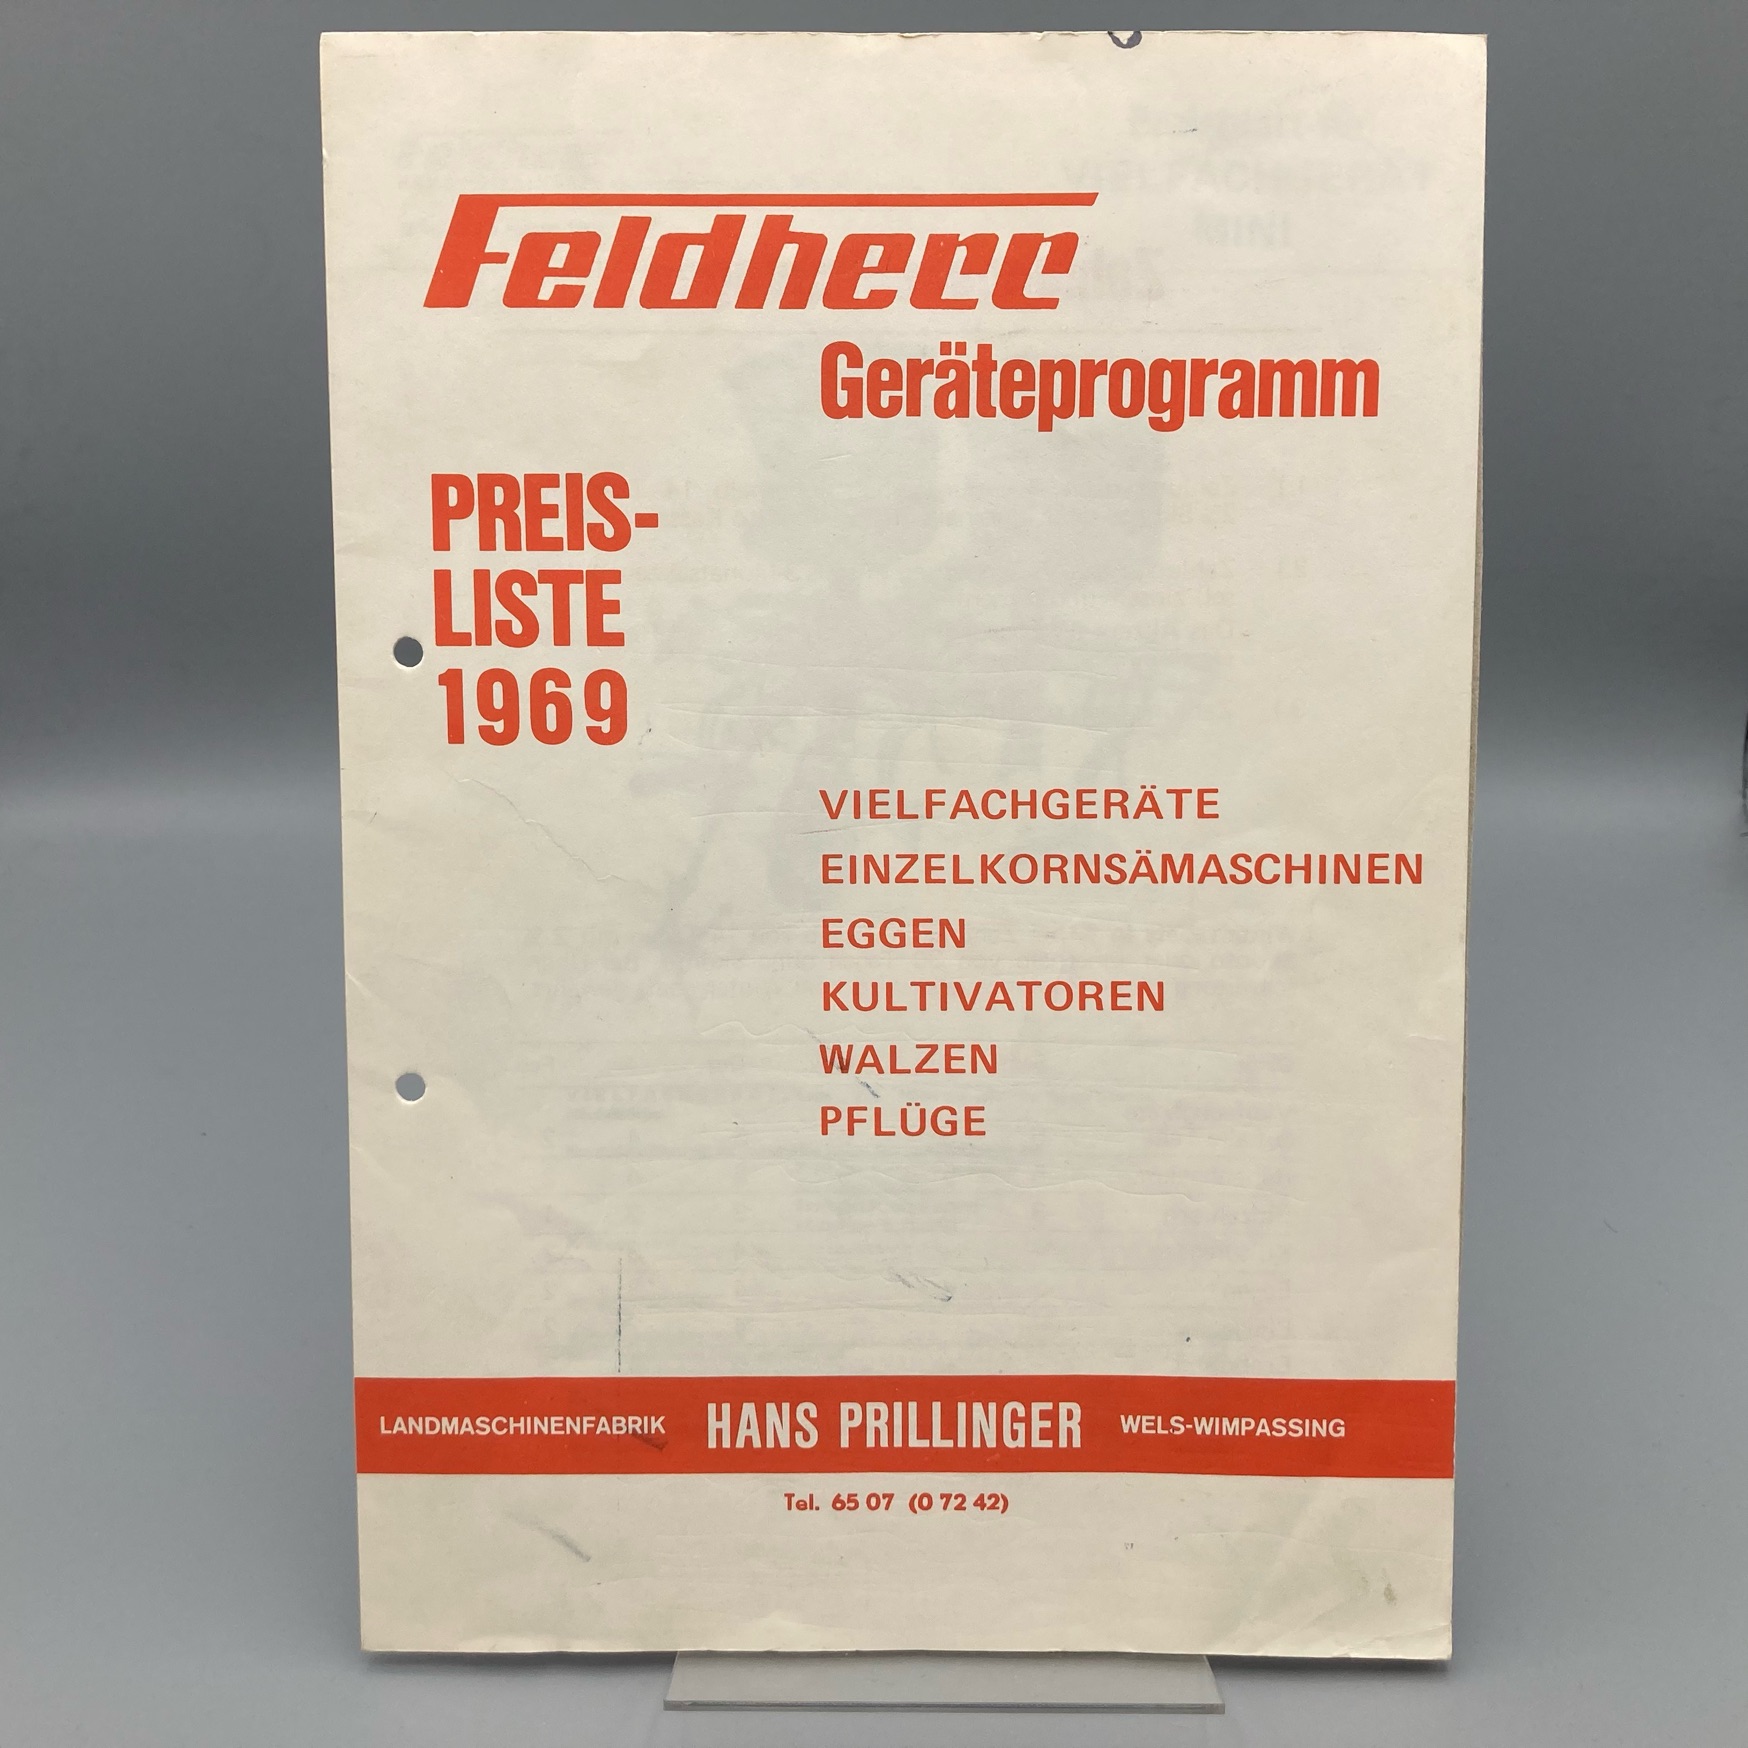 Feldherr
Geräteprogramm
PREIS-
LISTE
1969
VIELFACHGERÄTE
EINZELKORNSÄMASCHINEN
EGGEN
KULTIVATOREN
WALZEN
PFLÜGE
LANDMASCHINENFABRIK HANS PRILLINGER WELS-WIMPASSING
Tel. 65 07 (0 72 42)